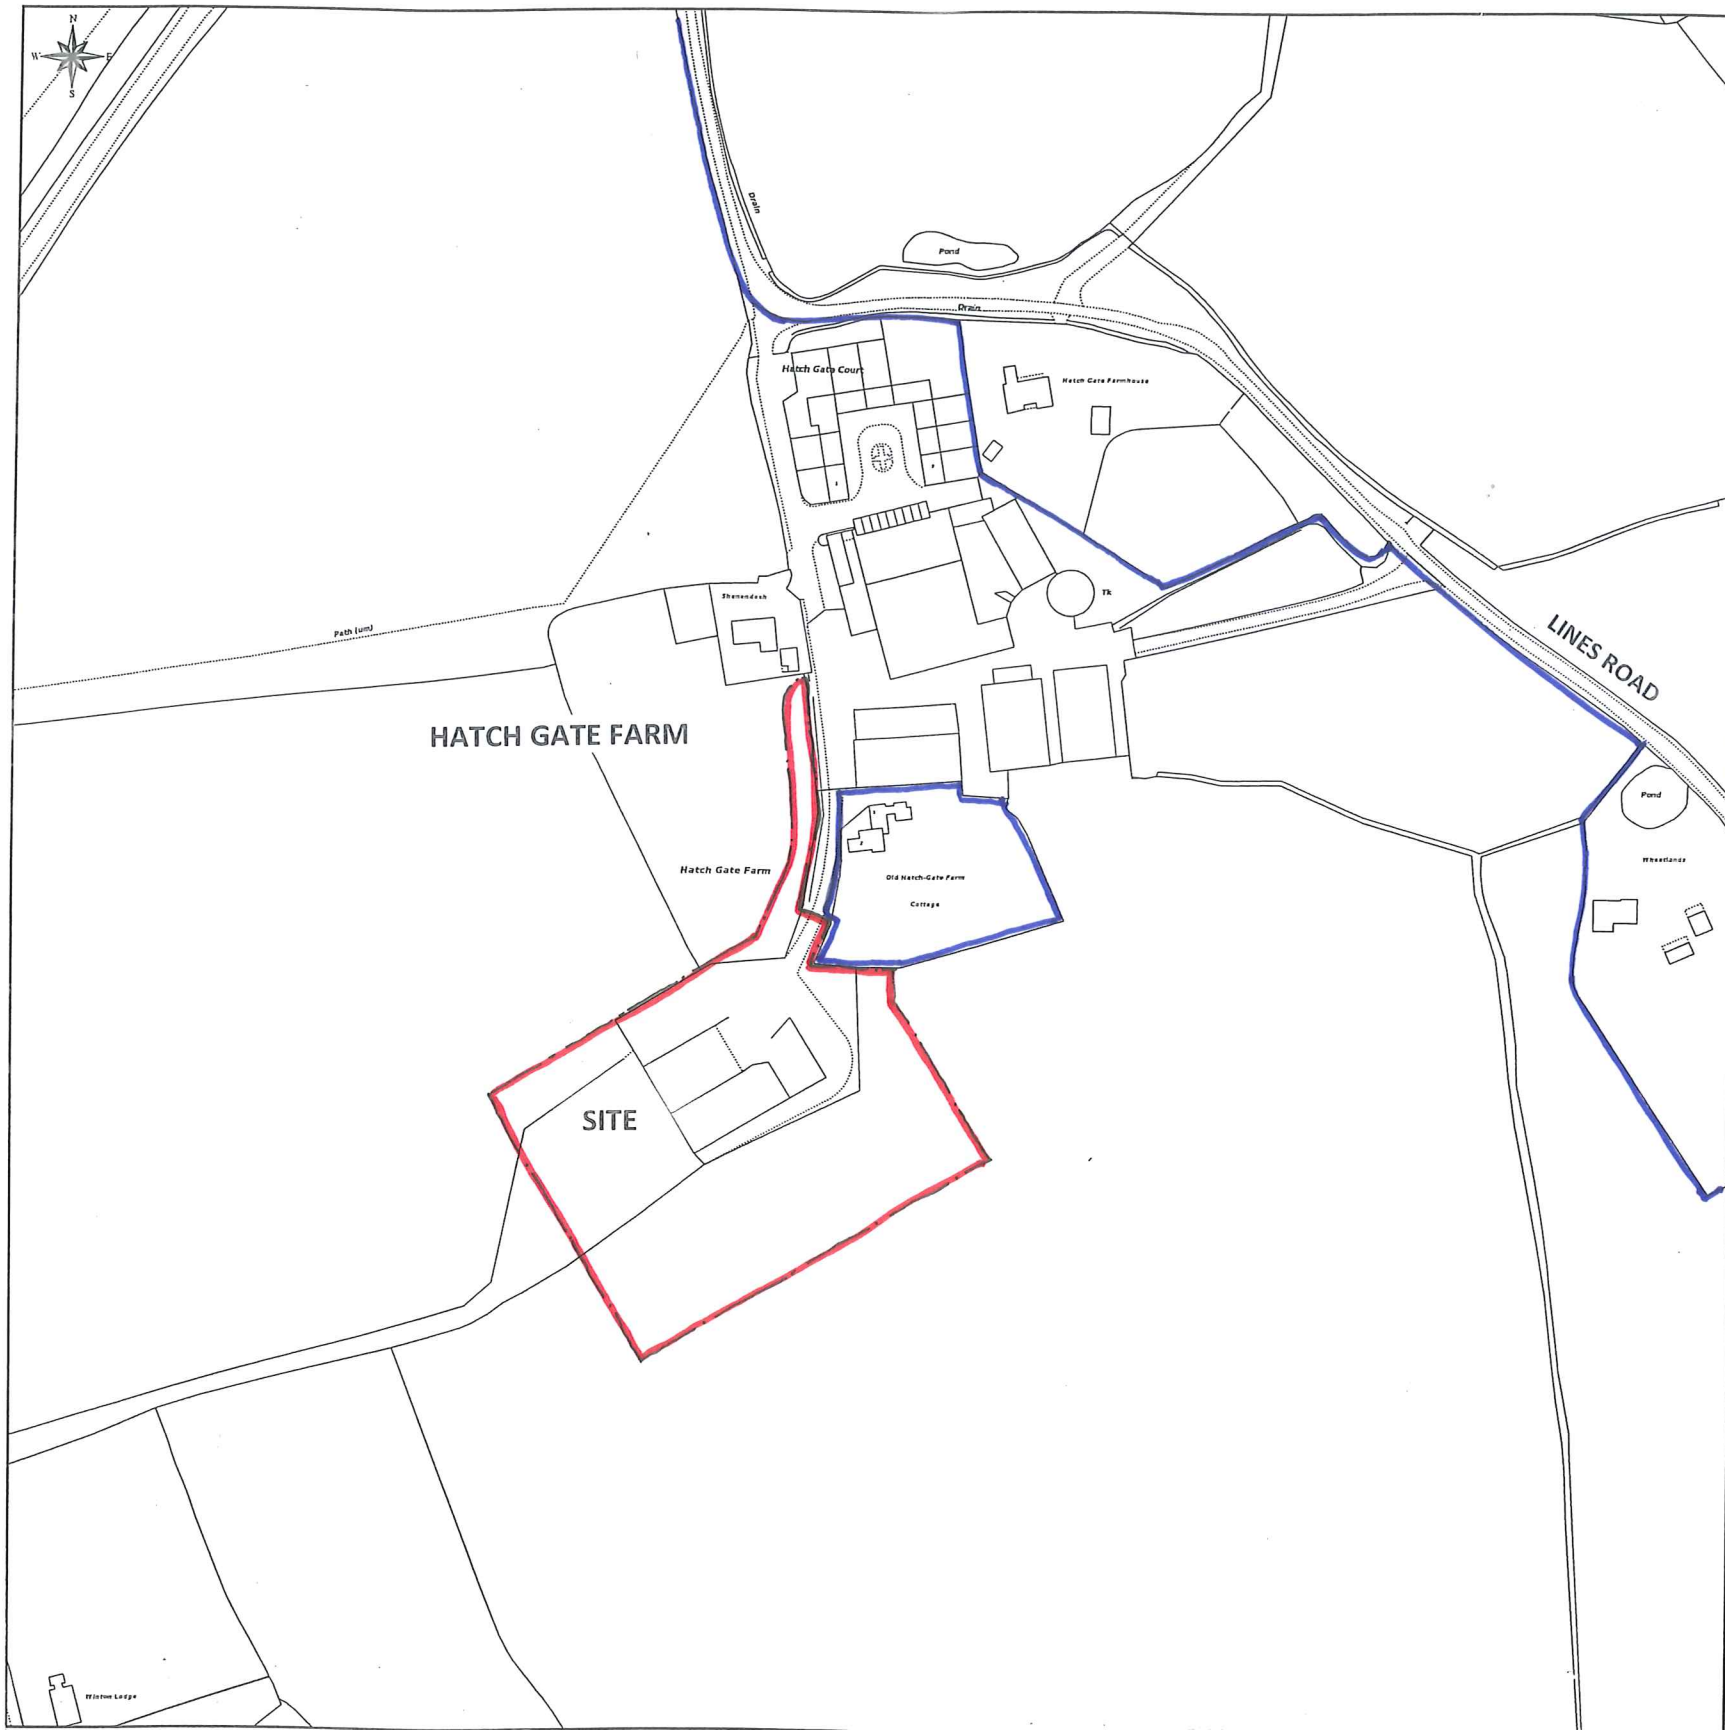 N
W E
S
Drain
Pond
Drain
Hatch Gate Court
Hatch Gate Farmhouse
Tk
Shenandoah
Path (um)
LINES ROAD
HATCH GATE FARM
Pond
Hatch Gate Farm
Old Hatch-Gate Farm
Cottage
Wheatlands
SITE
Winton Lodge